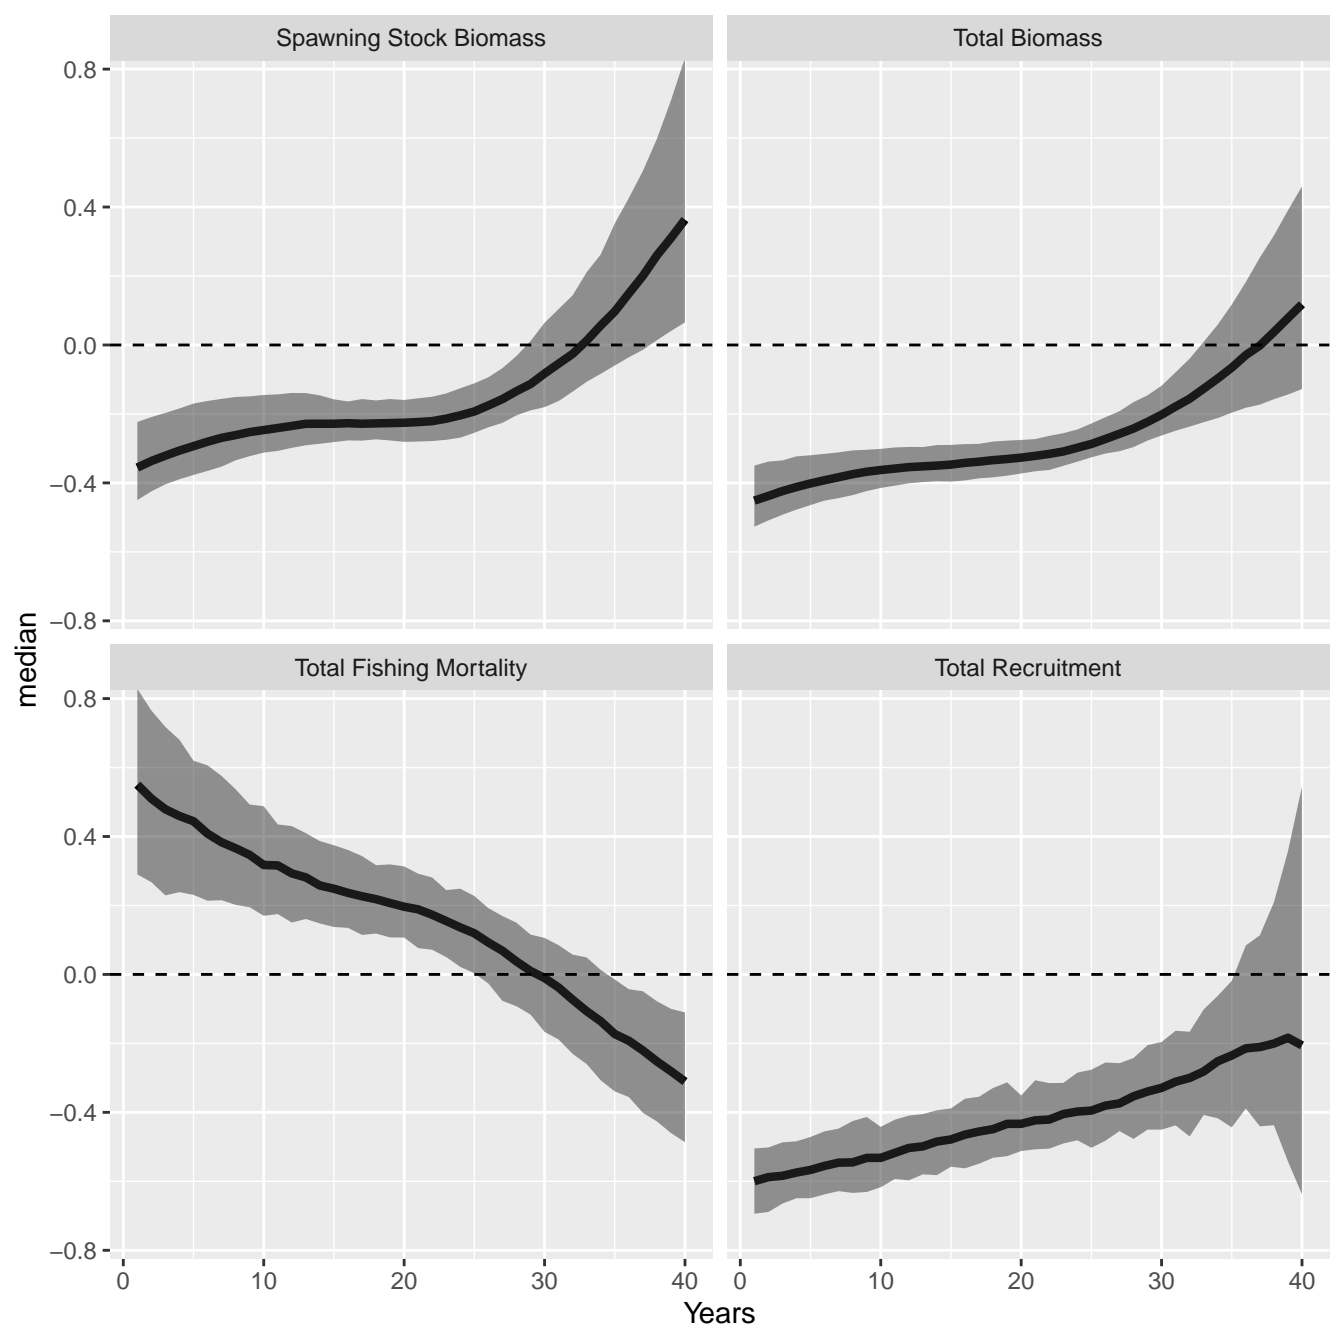 Spawning Stock Biomass
Total Biomass
0.8
0.4
0.0
−0.4
−0.8
median
Total Fishing Mortality
Total Recruitment
0.8
0.4
0.0
−0.4
−0.8
0 10 20 30 40
0 10 20 30 40
Years